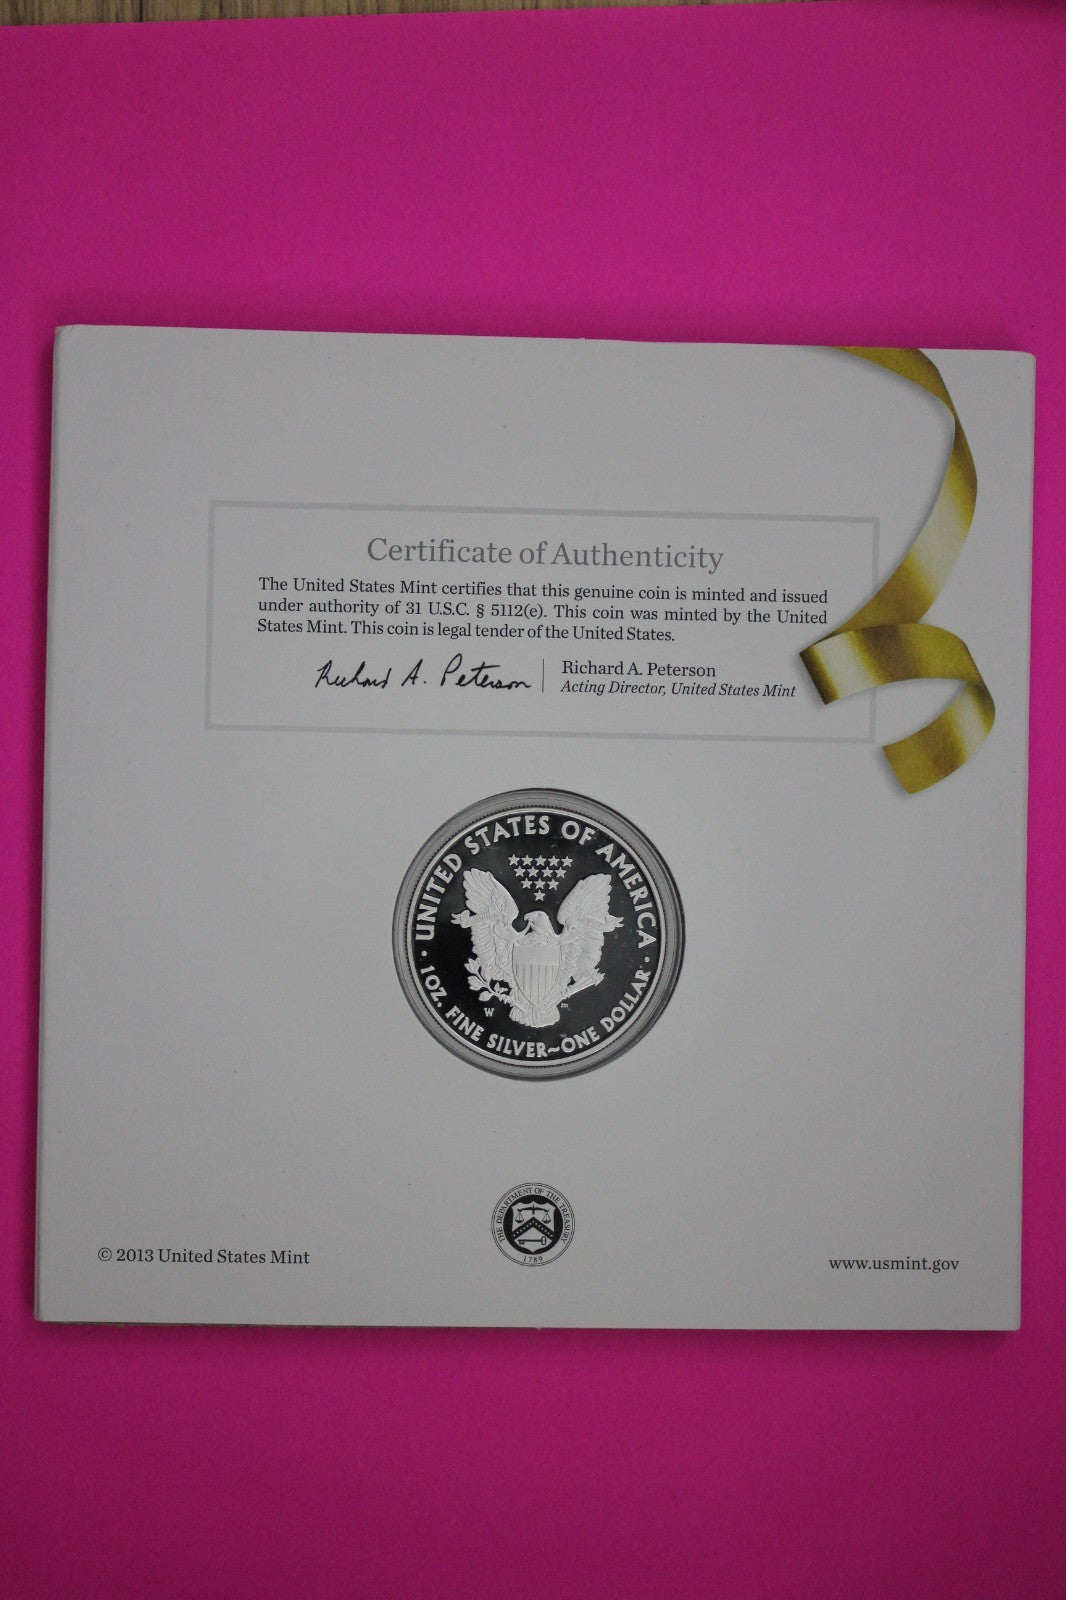 Certificate of Authenticity
The United States Mint certifies that this genuine coin is minted and issued
under authority of 31 U.S.C. § 5112(e). This coin was minted by the United
States Mint. This coin is legal tender of the United States.
Richard A. Peterson
Richard A. Peterson
Acting Director, United States Mint
UNITED STATES OF AMERICA
W
• 1 OZ. FINE SILVER~ONE DOLLAR •
THE DEPARTMENT OF THE TREASURY
1789
© 2013 United States Mint
www.usmint.gov